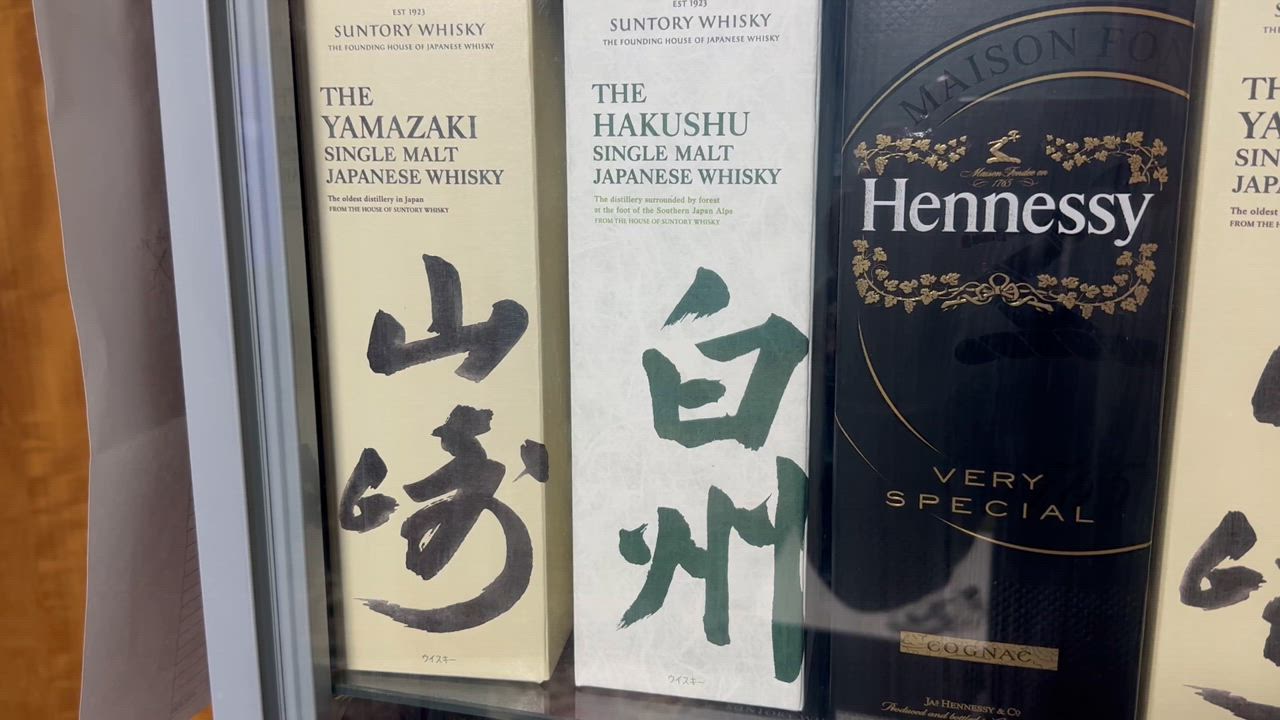 EST 1923
SUNTORY WHISKY
THE FOUNDING HOUSE OF JAPANESE WHISKY
THE
YAMAZAKI
SINGLE MALT
JAPANESE WHISKY
The oldest distillery in Japan
FROM THE HOUSE OF SUNTORY WHISKY
山崎
ウイスキー
EST 1923
SUNTORY WHISKY
THE FOUNDING HOUSE OF JAPANESE WHISKY
THE
HAKUSHU
SINGLE MALT
JAPANESE WHISKY
The distillery surrounded by forest
at the foot of the Southern Japan Alps
FROM THE HOUSE OF SUNTORY WHISKY
白州
ウイスキー
MAISON FO
Maison Fondée en
1765
Hennessy
VERY
SPECIAL
COGNAC
JAs HENNESSY & Co
Produced and bottled
TH
YA
SIN
JAP
The oldest
FROM THE H